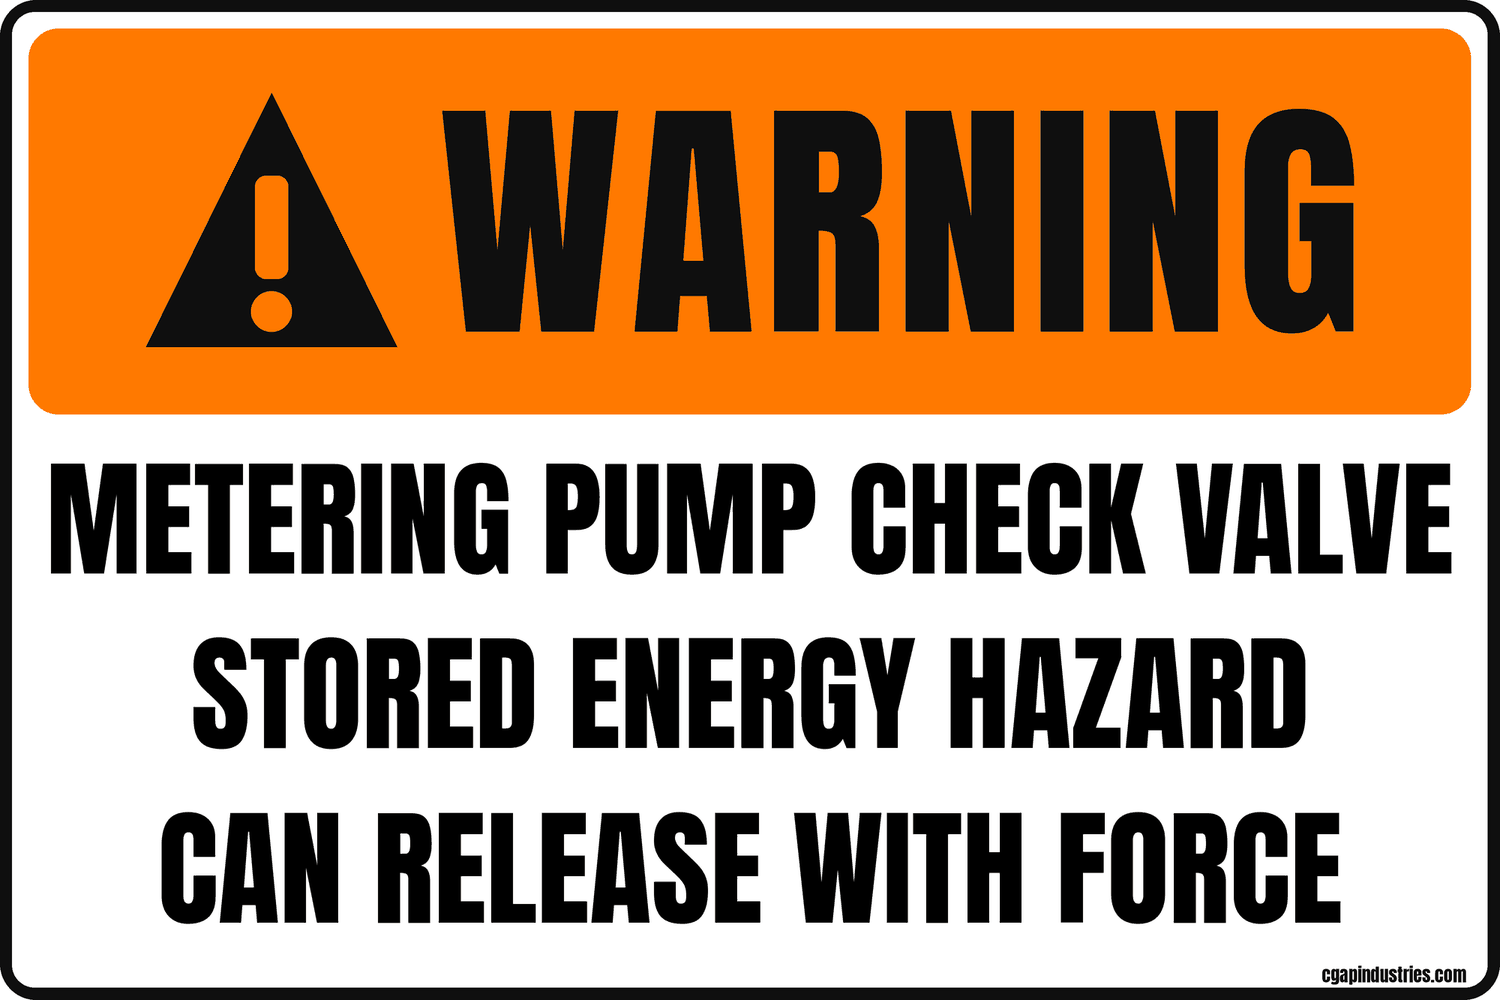 WARNING
METERING PUMP CHECK VALVE
STORED ENERGY HAZARD
CAN RELEASE WITH FORCE
cgapindustries.com